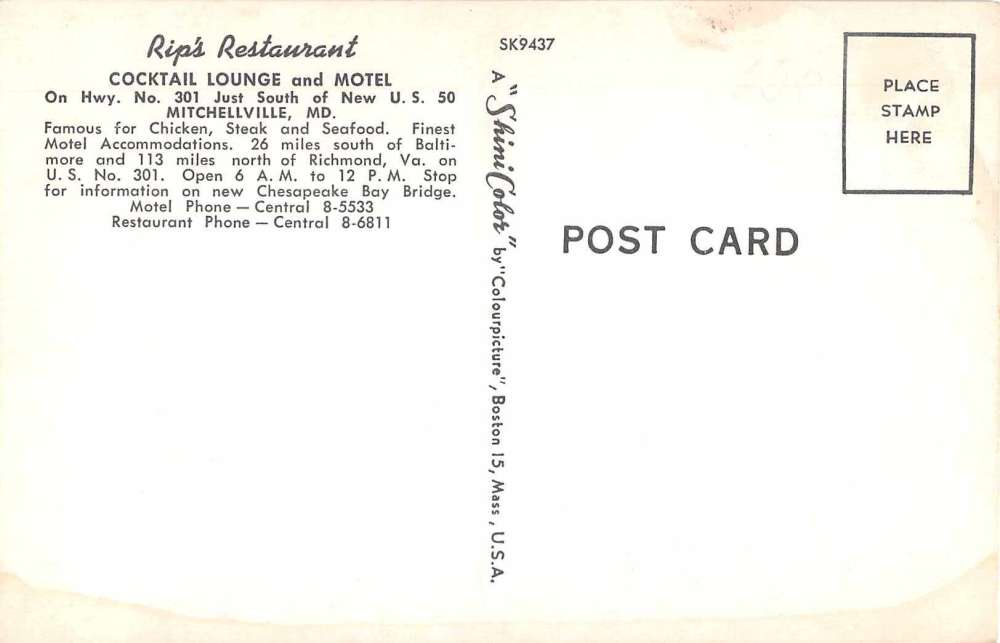 Rip's Restaurant
COCKTAIL LOUNGE and MOTEL
On Hwy. No. 301 Just South of New U. S. 50
MITCHELLVILLE, MD.
Famous for Chicken, Steak and Seafood. Finest
Motel Accommodations. 26 miles south of Balti-
more and 113 miles north of Richmond, Va. on
U. S. No. 301. Open 6 A. M. to 12 P. M. Stop
for information on new Chesapeake Bay Bridge.
Motel Phone — Central 8-5533
Restaurant Phone — Central 8-6811
SK9437
A "Shini Color" by "Colourpicture", Boston 15, Mass , U.S.A.
PLACE
STAMP
HERE
POST CARD